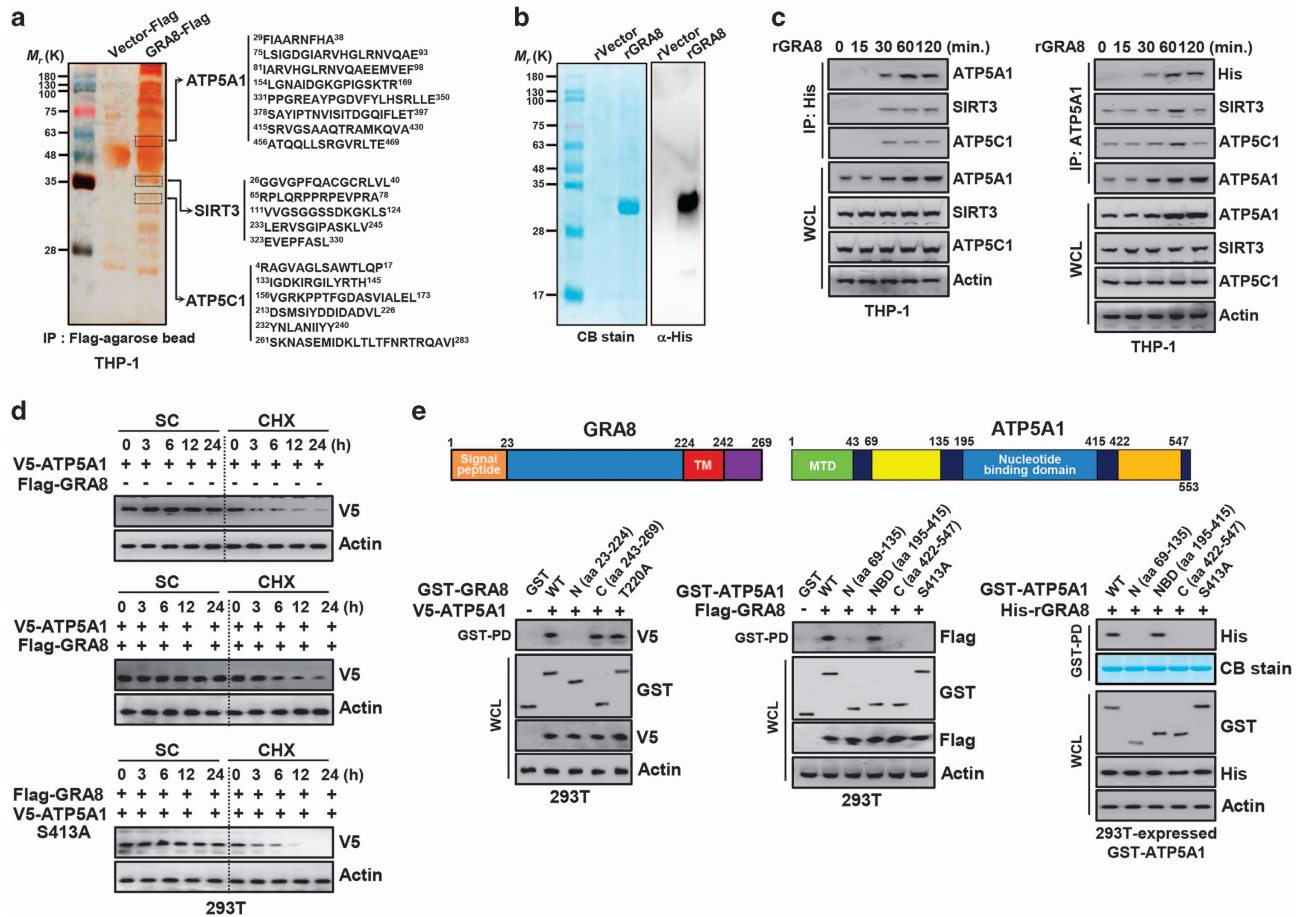 a
Vector-Flag
GRA8-Flag
Mr (K)
180
130
100
75
63
48
35
28
ATP5A1
29FIAARNFHA38
75LSIGDGIARVHGLRNVQAE93
81IARVHGLRNVQAEEMVEF98
154LGNAIDGKGPIGSKTR169
331PPGREAYPGDVFYLHSRLLE350
378SAYIPTNVISITDGQIFLET397
415SRVGSAAQTRAMKQVA430
456ATQQLLSRGVRLTE469
SIRT3
26GGVGPFQACGCRLVL40
65RPLQRPPRPEVPRA78
111VVGSGGSSDKGKLS124
233LERVSGIPASKLV245
323EVEPFASL330
ATP5C1
4RAGVAGLSAWTLQP17
133IGDKIRGILYRTH145
156VGRKPPTFGDASVIALEL173
213DSMSIYDDIDADVL226
232YNLANIIYY240
261SKNASEMIDKLTLTFNRTRQAVI283
IP : Flag-agarose bead
THP-1
b
rVector
rGRA8
rVector
rGRA8
Mr (K)
180
130
100
75
63
48
35
28
17
CB stain
α-His
c
rGRA8 0 15 30 60 120 (min.)
IP: His
ATP5A1
SIRT3
ATP5C1
WCL
ATP5A1
SIRT3
ATP5C1
Actin
THP-1
rGRA8 0 15 30 60 120 (min.)
IP: ATP5A1
His
SIRT3
ATP5C1
ATP5A1
WCL
ATP5A1
SIRT3
ATP5C1
Actin
THP-1
d
SC CHX
0 3 6 12 24 0 3 6 12 24 (h)
V5-ATP5A1 + + + + + + + + + +
Flag-GRA8 - - - - - - - - - -
V5
Actin
SC CHX
0 3 6 12 24 0 3 6 12 24 (h)
V5-ATP5A1 + + + + + + + + + +
Flag-GRA8 + + + + + + + + + +
V5
Actin
SC CHX
0 3 6 12 24 0 3 6 12 24 (h)
Flag-GRA8 + + + + + + + + + +
V5-ATP5A1 + + + + + + + + + +
S413A
V5
Actin
293T
e
GRA8
1 23 224 242 269
Signal
peptide
TM
ATP5A1
1 43 69 135 195 415 422 547
MTD
Nucleotide
binding domain
553
GST
WT
N (aa 23-224)
C (aa 243-269)
T220A
GST-GRA8
V5-ATP5A1 - + + + +
GST-PD
V5
WCL
GST
V5
Actin
293T
GST
WT
N (aa 69-135)
NBD (aa 195-415)
C (aa 422-547)
S413A
GST-ATP5A1
Flag-GRA8 - + + + + +
GST-PD
Flag
WCL
GST
Flag
Actin
293T
WT
N (aa 69-135)
NBD (aa 195-415)
C (aa 422-547)
S413A
GST-ATP5A1
His-rGRA8 + + + + +
GST-PD
His
CB stain
WCL
GST
His
Actin
293T-expressed
GST-ATP5A1